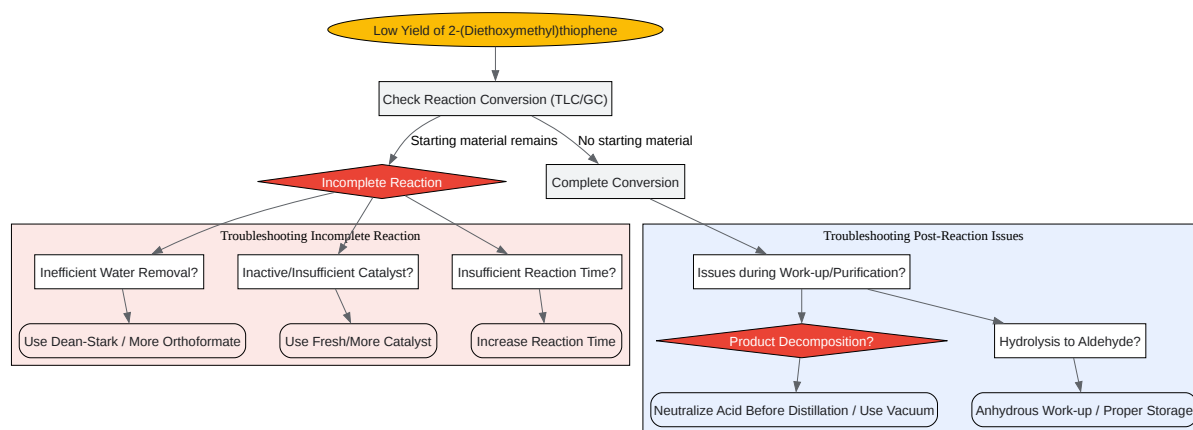 Low Yield of 2-(Diethoxymethyl)thiophene
Check Reaction Conversion (TLC/GC)
Starting material remains
No starting material
Incomplete Reaction
Complete Conversion
Troubleshooting Incomplete Reaction
Troubleshooting Post-Reaction Issues
Inefficient Water Removal?
Inactive/Insufficient Catalyst?
Insufficient Reaction Time?
Issues during Work-up/Purification?
Use Dean-Stark / More Orthoformate
Use Fresh/More Catalyst
Increase Reaction Time
Product Decomposition?
Hydrolysis to Aldehyde?
Neutralize Acid Before Distillation / Use Vacuum
Anhydrous Work-up / Proper Storage